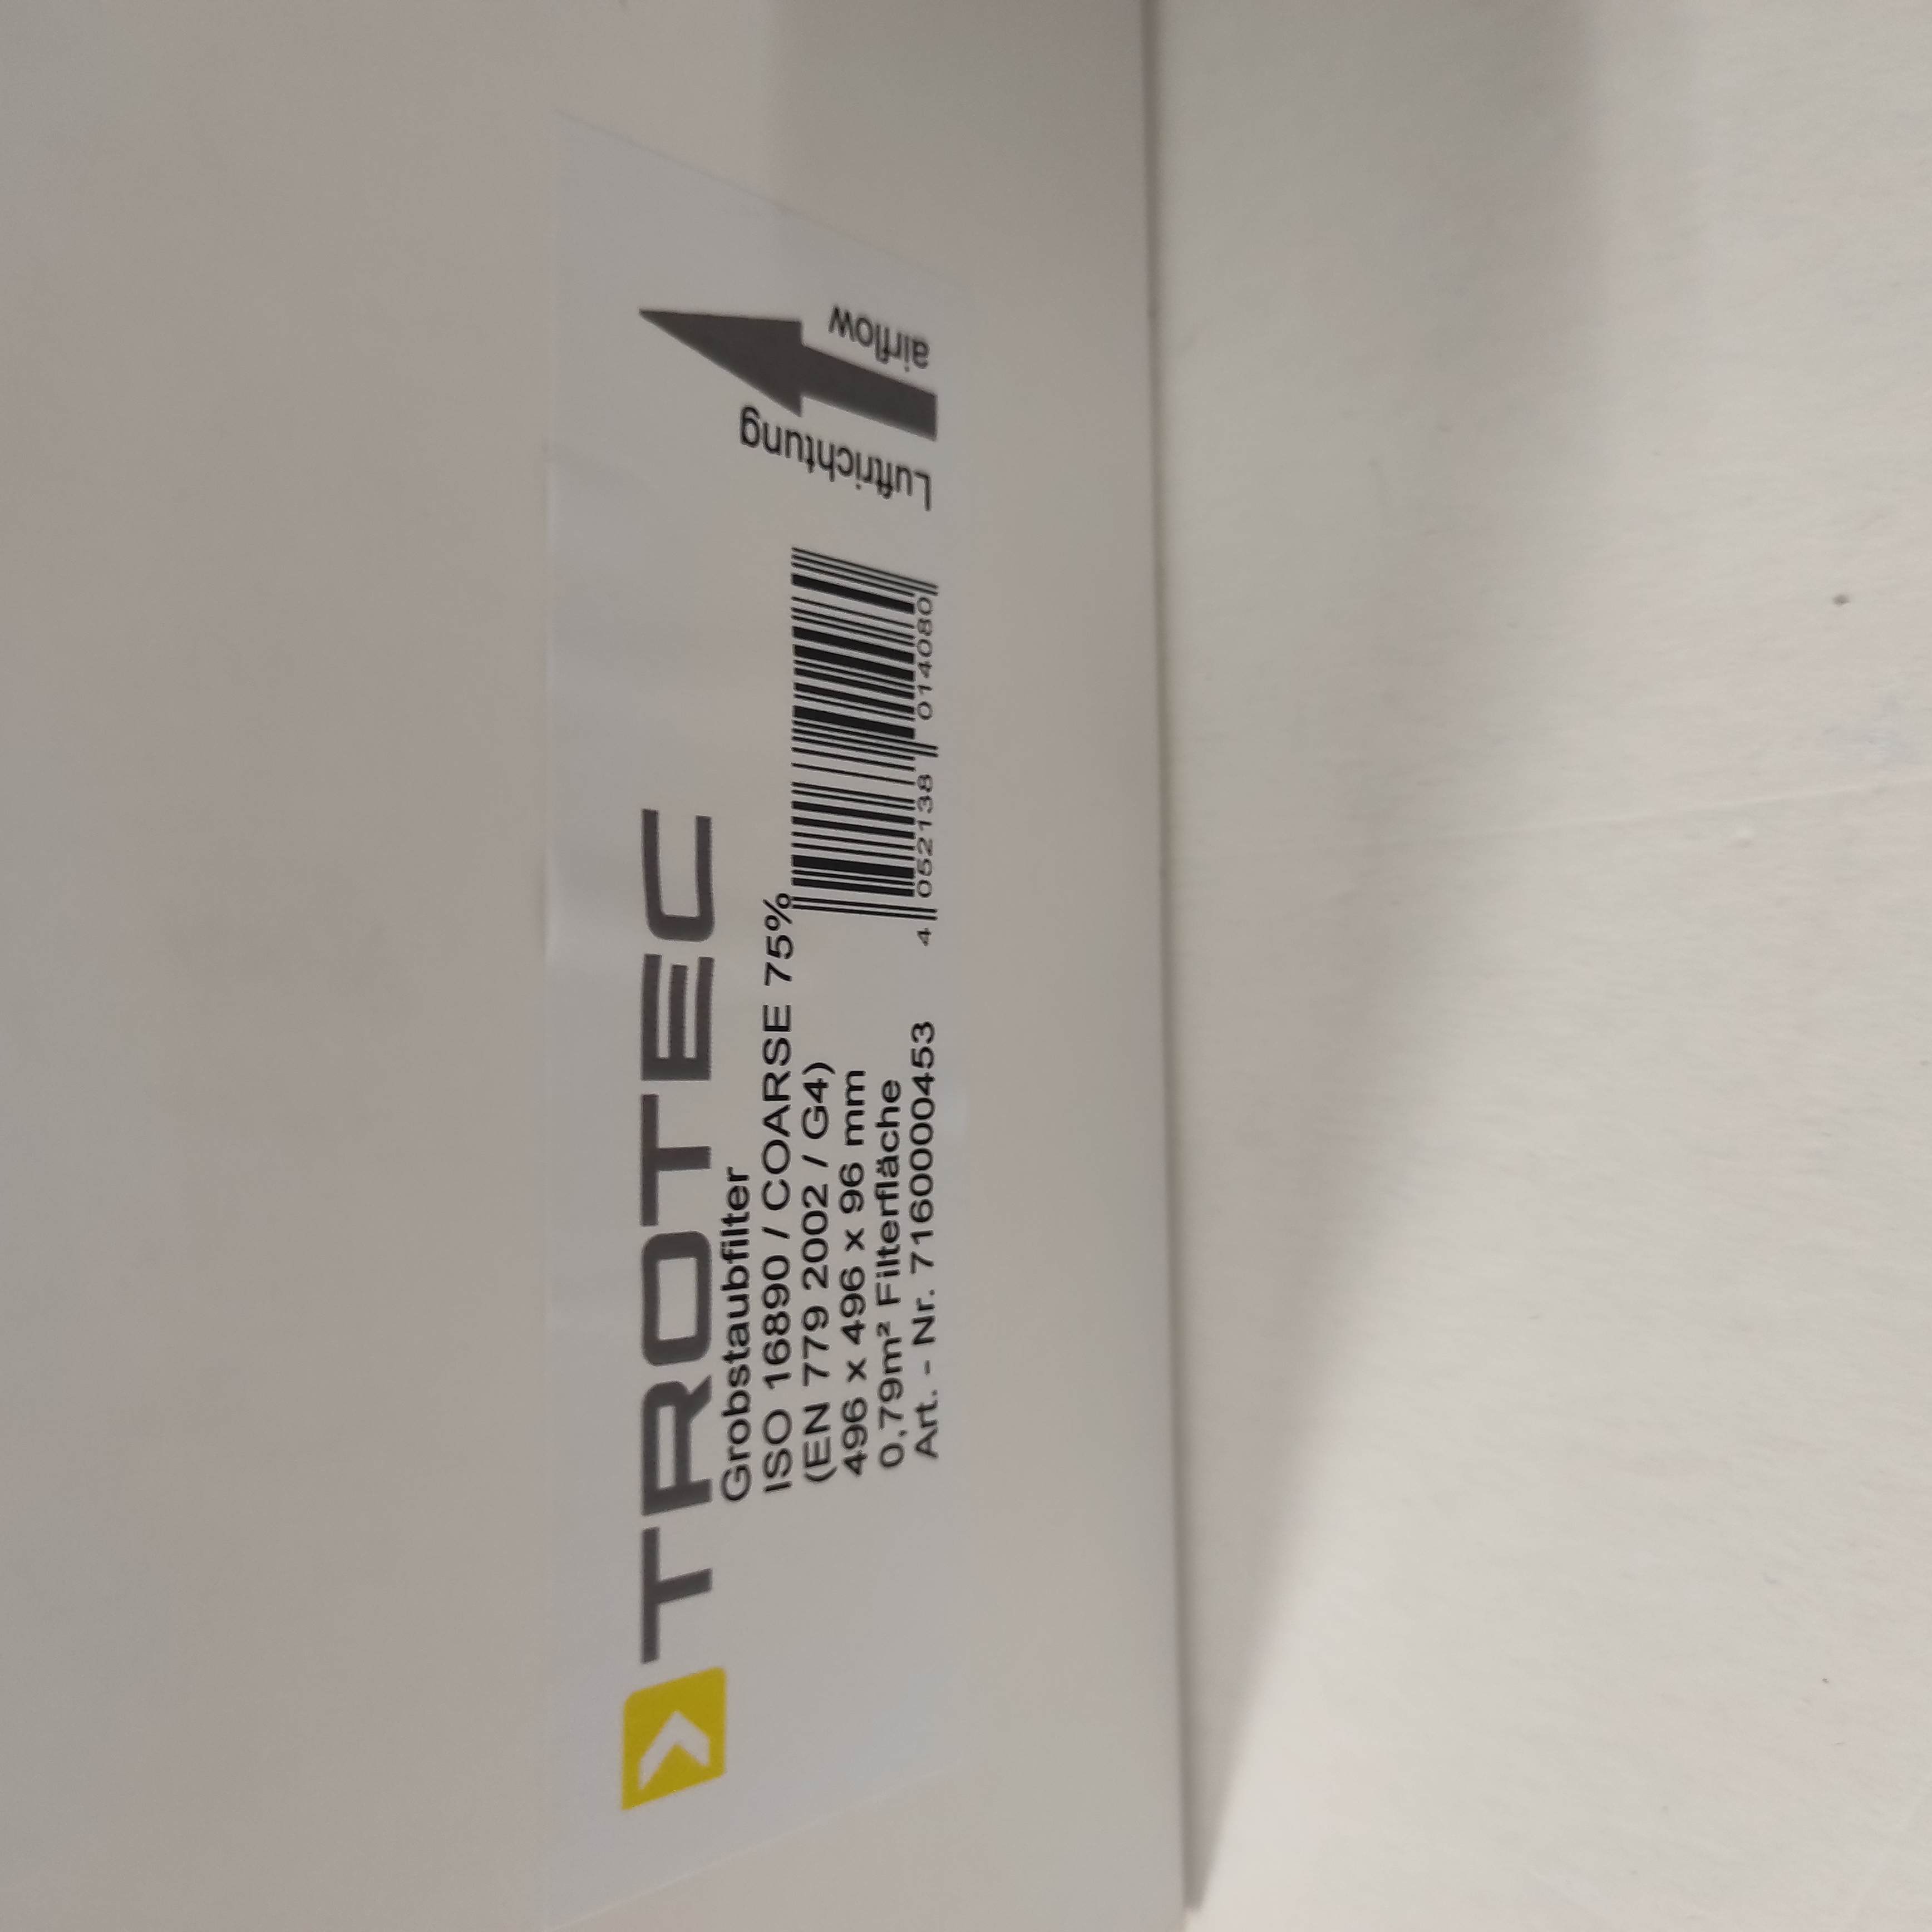 TROTEC
Grobstaubfilter
ISO 16890 / COARSE 75%
(EN 779 2002 / G4)
496 x 496 x 96 mm
0,79m² Filterfläche
Art. - Nr. 7160000453
4 052138 014080
Luftrichtung
airflow